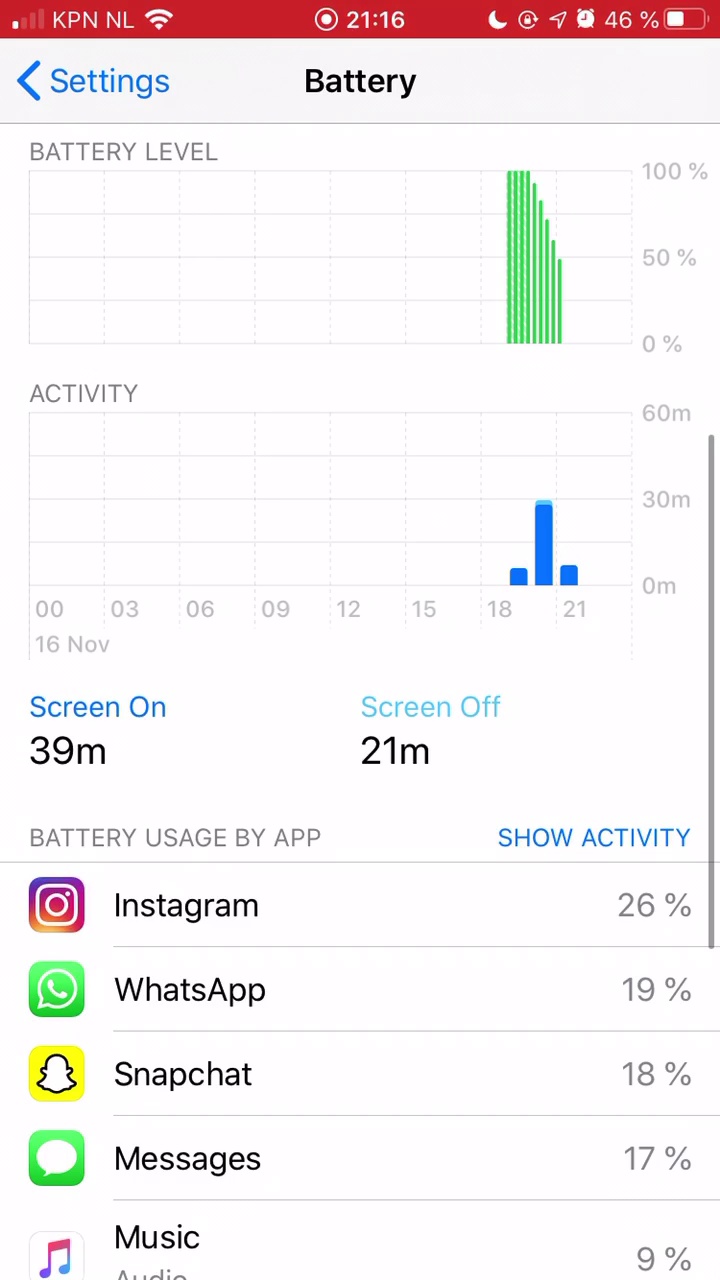 KPN NL 21:16 46 %
Settings Battery
BATTERY LEVEL
100 %
50 %
0 %
ACTIVITY
60m
30m
0m
00 03 06 09 12 15 18 21
16 Nov
Screen On Screen Off
39m 21m
BATTERY USAGE BY APP SHOW ACTIVITY
Instagram 26 %
WhatsApp 19 %
Snapchat 18 %
Messages 17 %
Music 9 %
Audio